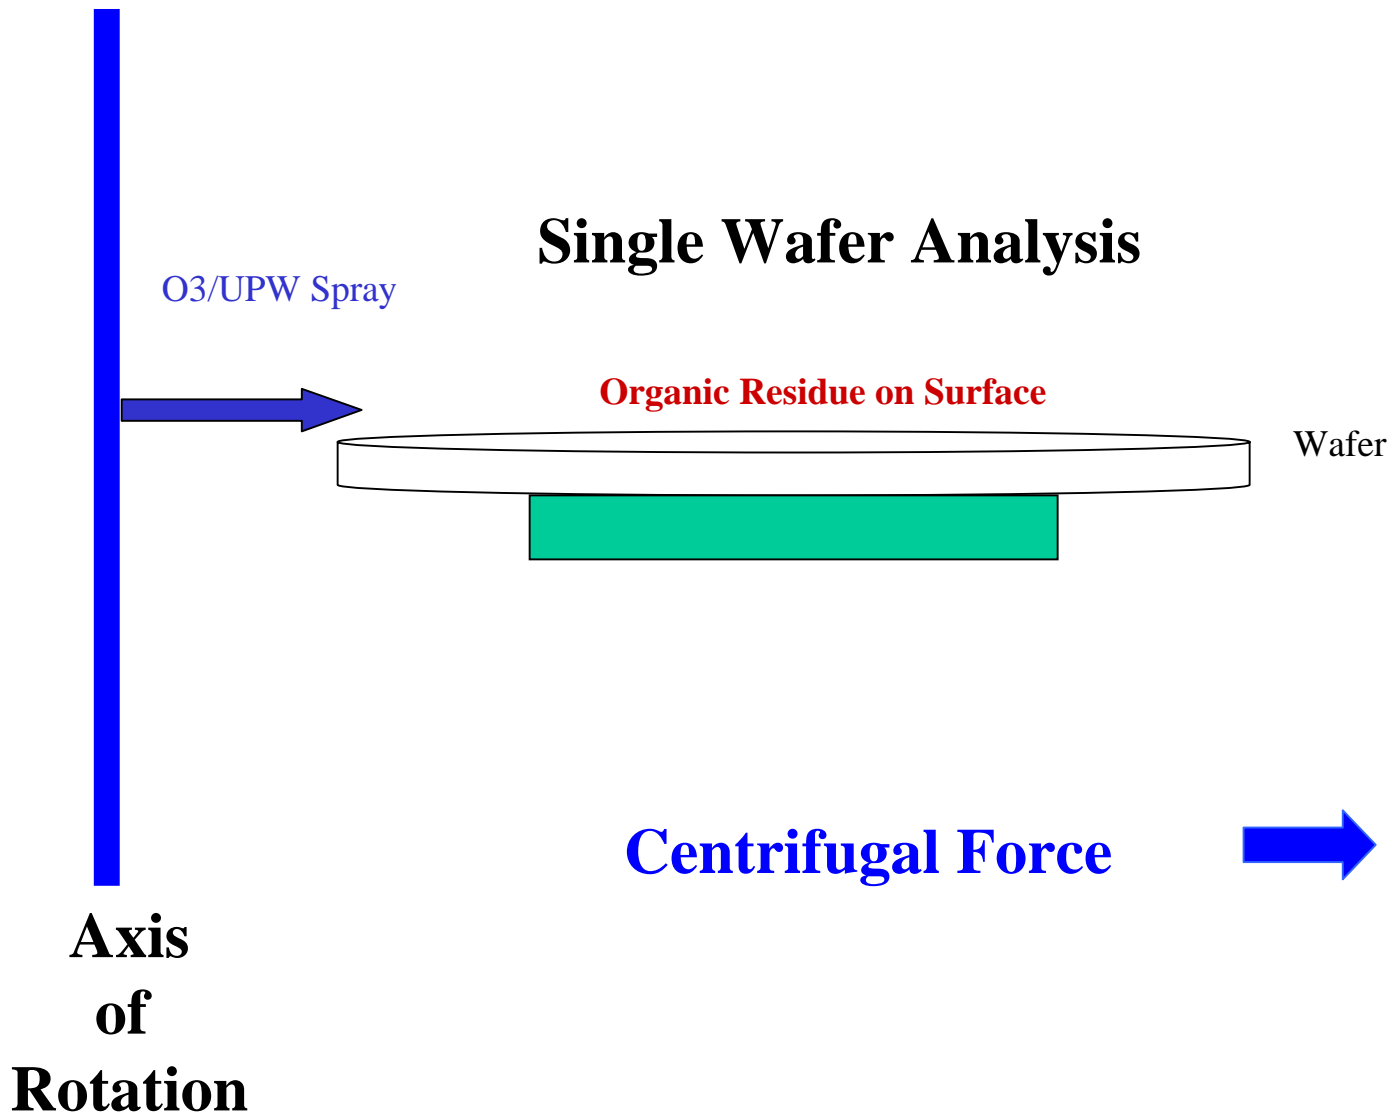 Single Wafer Analysis
O3/UPW Spray
Organic Residue on Surface
Wafer
Centrifugal Force
Axis
of
Rotation